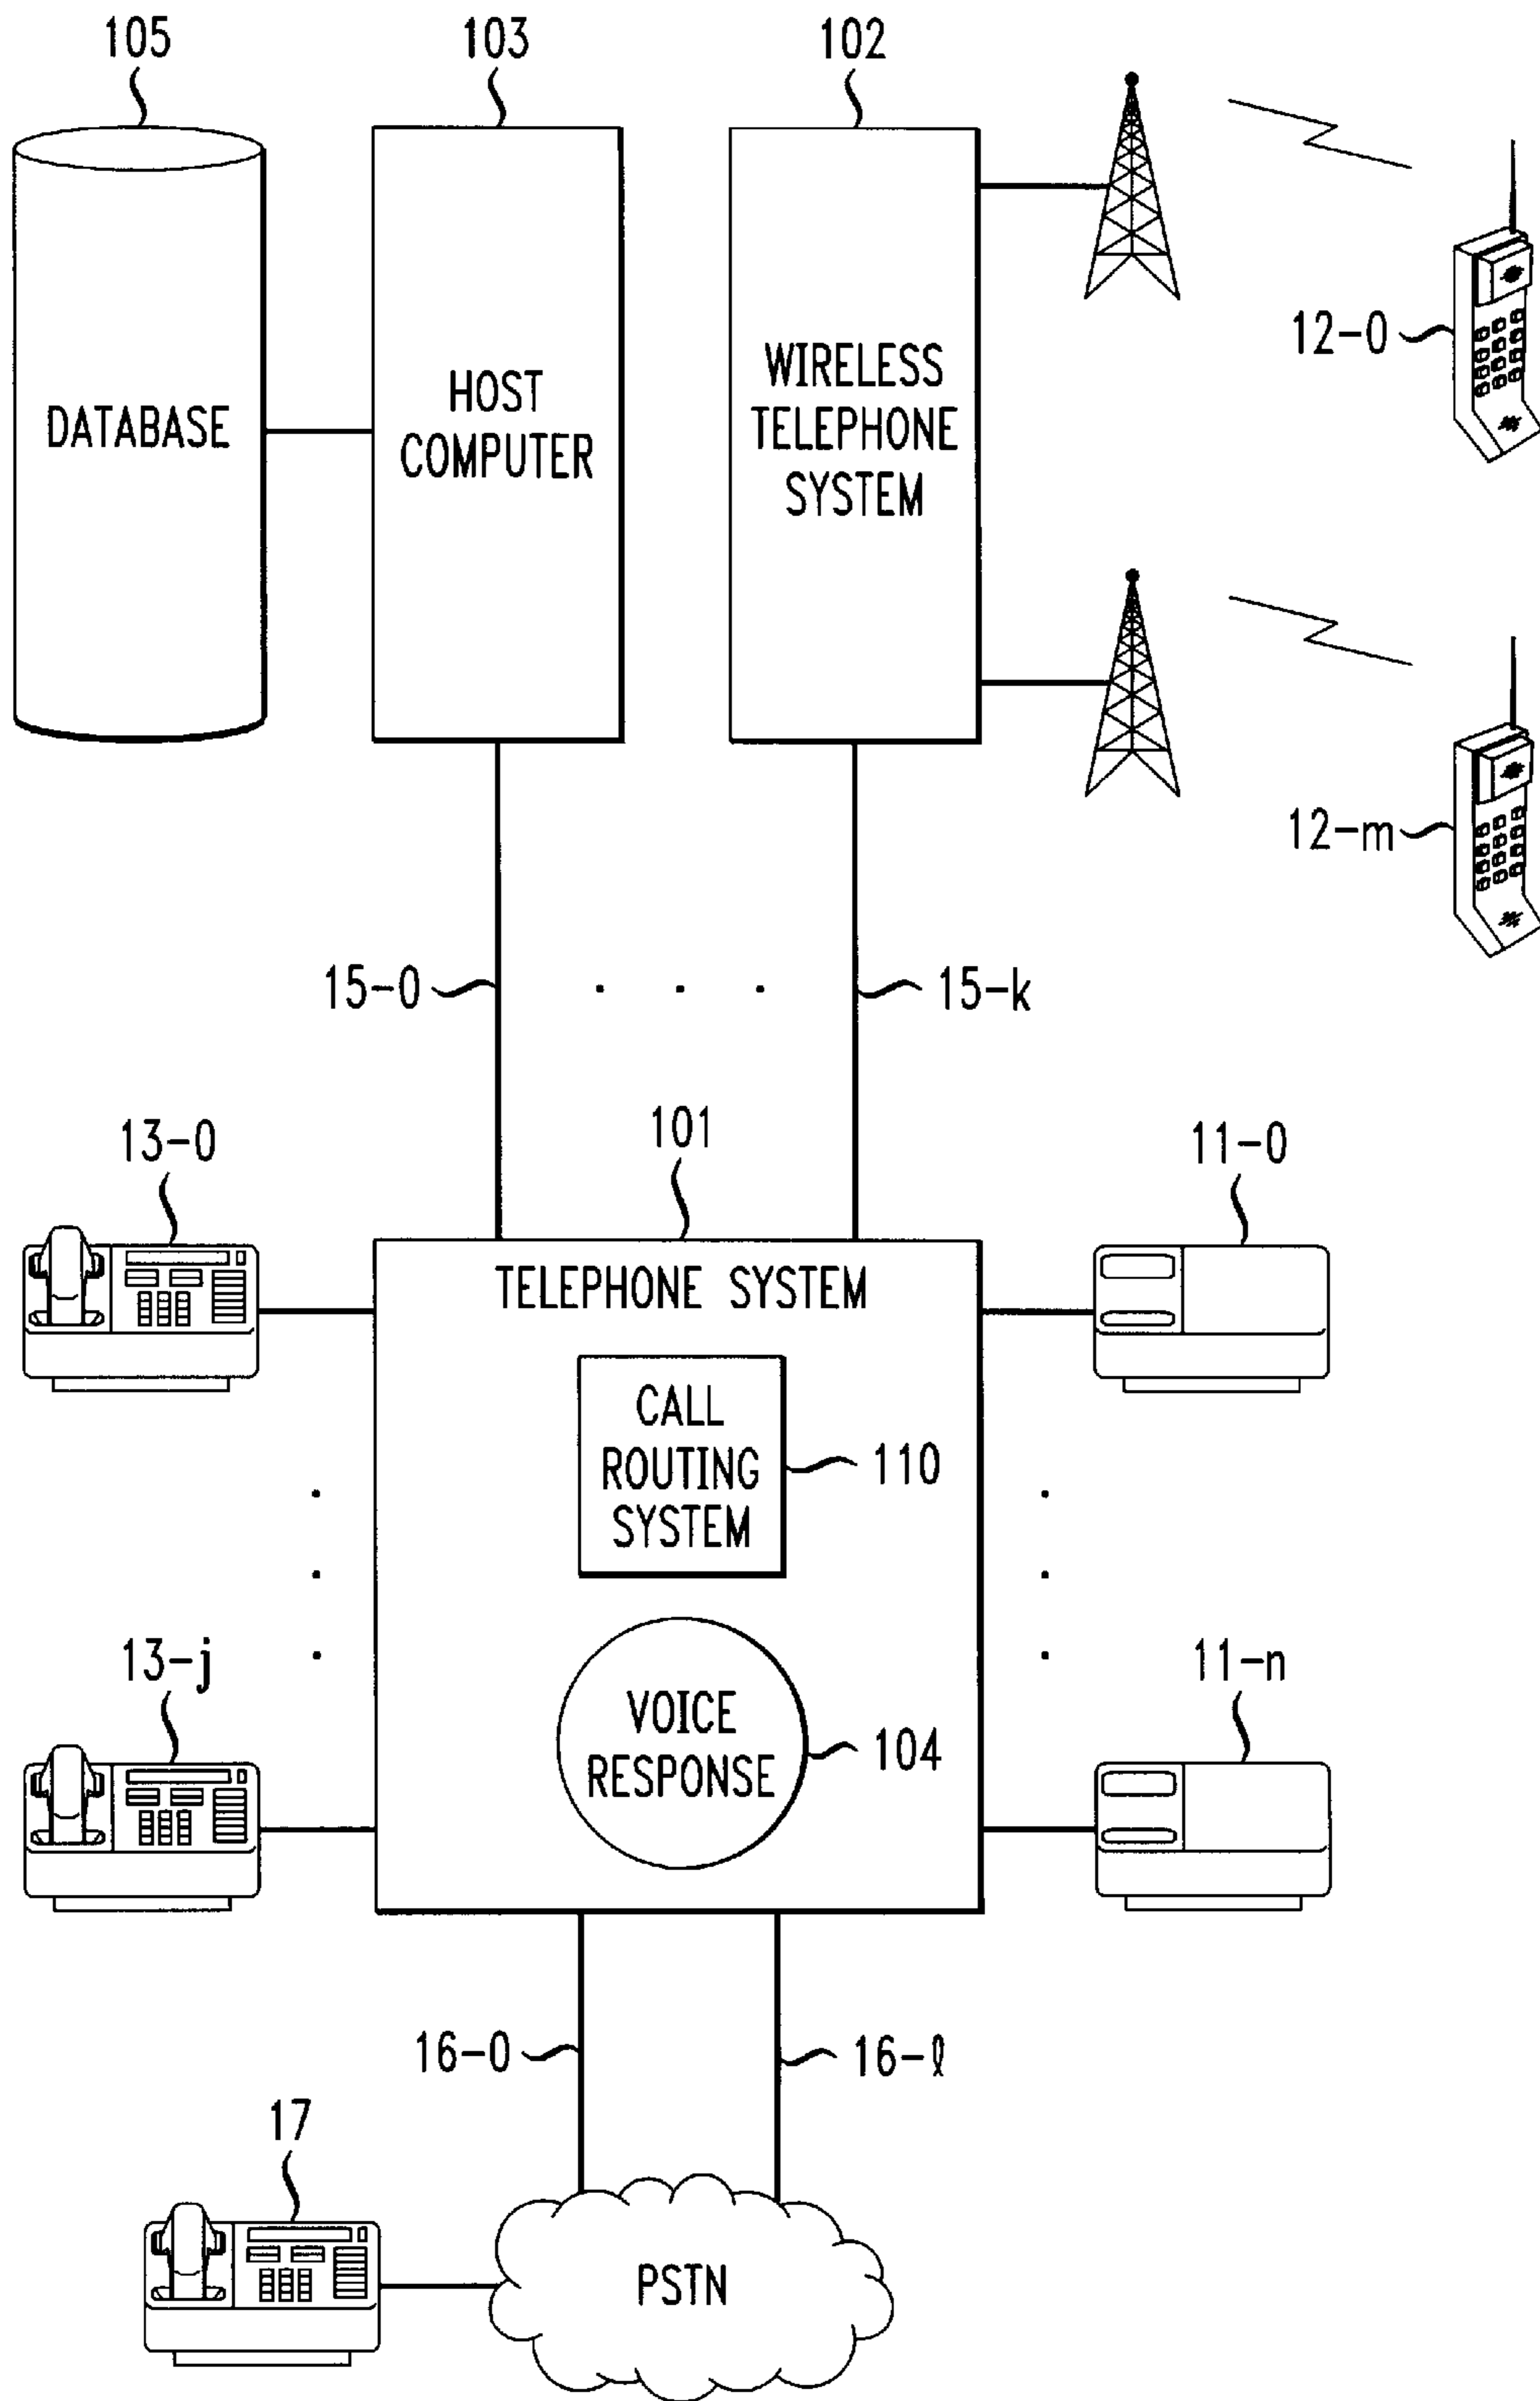 105
103
102
DATABASE
HOST
COMPUTER
WIRELESS
TELEPHONE
SYSTEM
12-0
12-m
15-0
15-k
13-0
101
11-0
TELEPHONE SYSTEM
CALL
ROUTING
SYSTEM
110
13-j
11-n
VOICE
RESPONSE
104
16-0
16-ℓ
17
PSTN